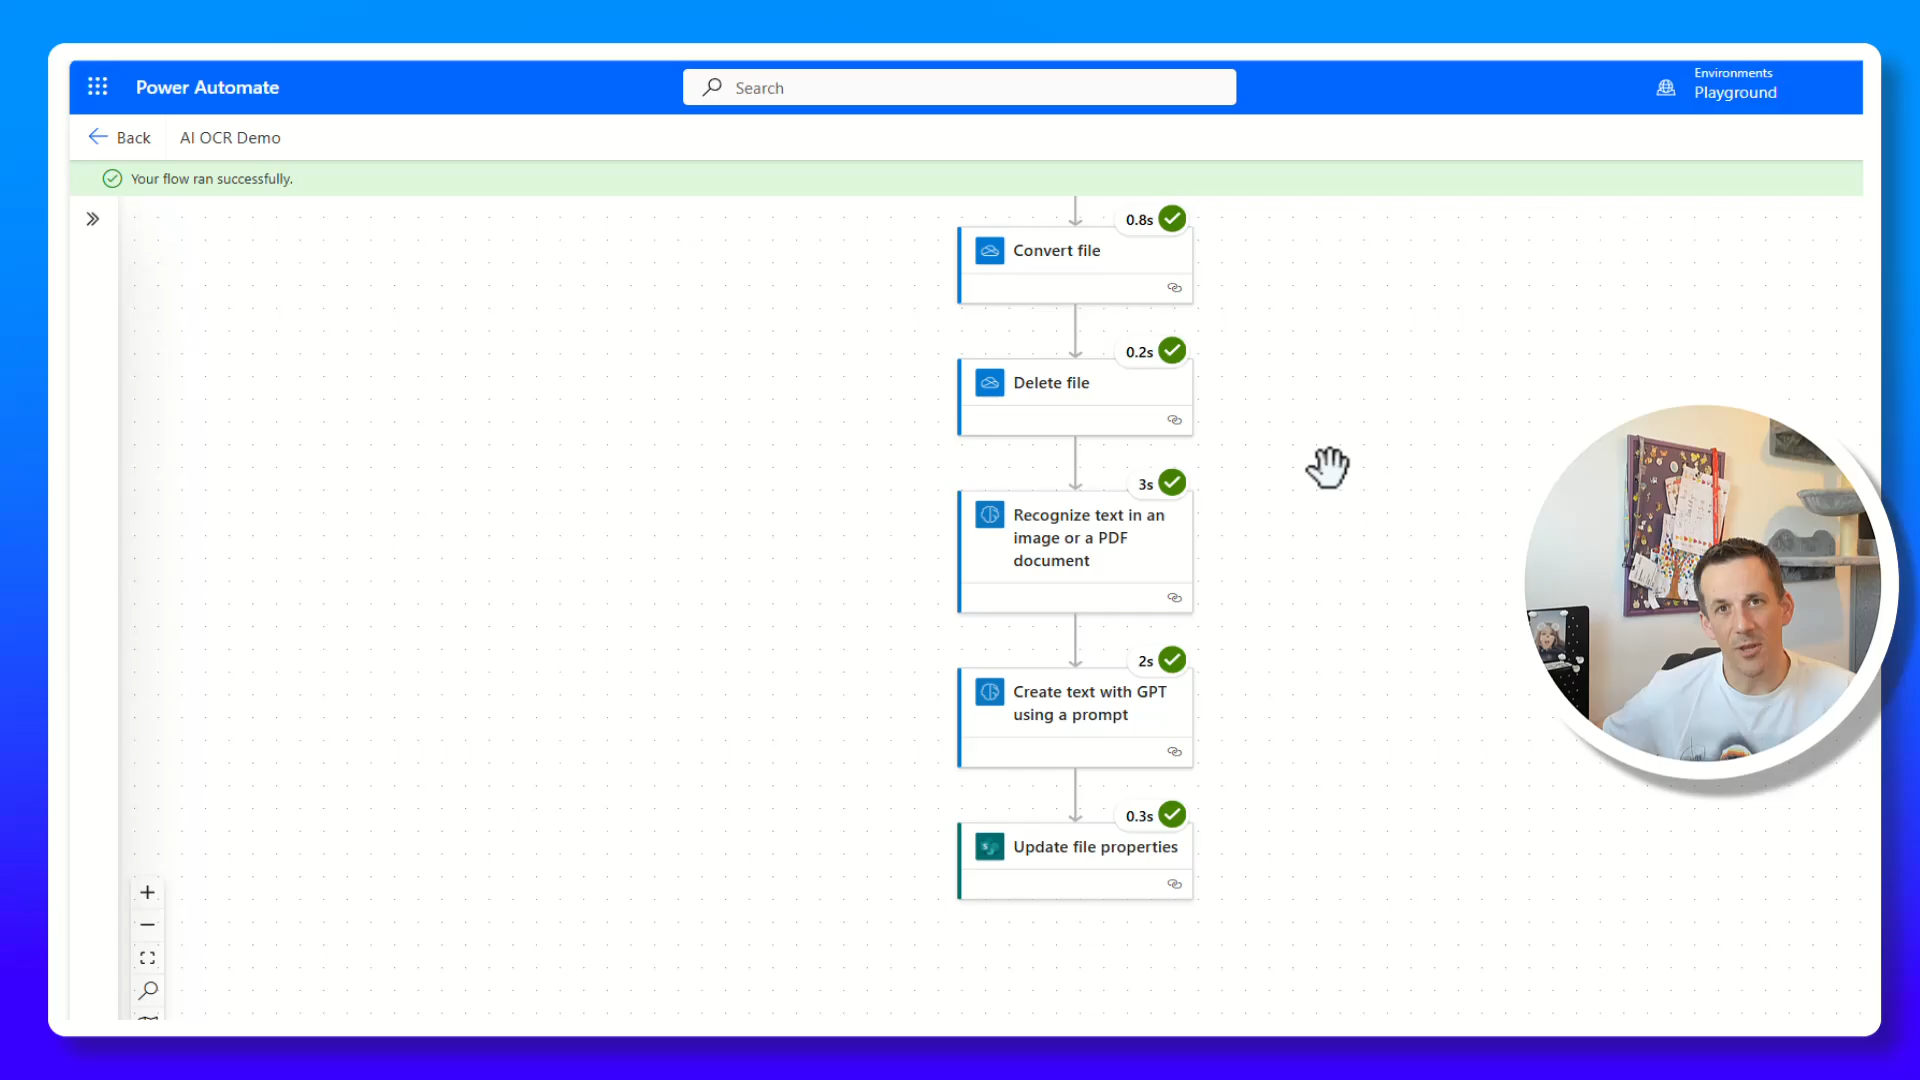 Power Automate
Search
Environments
Playground
Back
AI OCR Demo
Your flow ran successfully.
0.8s
Convert file
0.2s
Delete file
3s
Recognize text in an
image or a PDF
document
2s
Create text with GPT
using a prompt
0.3s
Update file properties